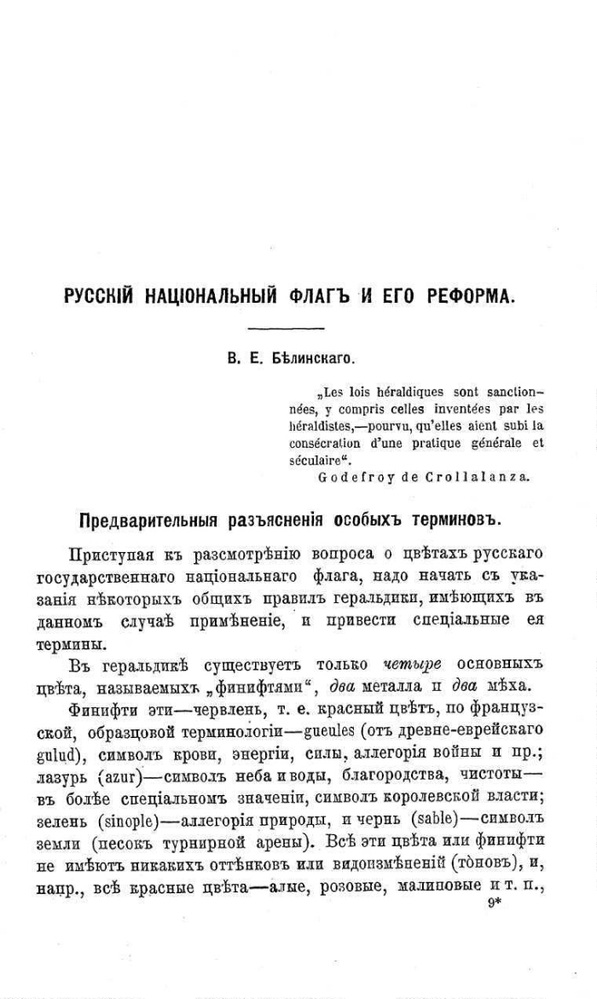 РУССКІЙ НАЦІОНАЛЬНЫЙ ФЛАГЪ И ЕГО РЕФОРМА.
В. Е. Бѣлинскаго.
„Les lois héraldiques sont sanction-
nées, y compris celles inventées par les
héraldistes,—pourvu, qu'elles aient subi la
consécration d'une pratique générale et
séculaire“.
Godefroy de Crollalanza.
Предварительныя разъясненія особыхъ терминовъ.
Приступая къ разсмотрѣнію вопроса о цвѣтахъ русскаго
государственнаго національнаго флага, надо начать съ ука-
занія нѣкоторыхъ общихъ правилъ геральдики, имѣющихъ въ
данномъ случаѣ примѣненіе, и привести спеціальные ея
термины.
Въ геральдикѣ существуетъ только четыре основныхъ
цвѣта, называемыхъ „финифтями“, два металла п два мѣха.
Финифти эти—червлень, т. е. красный цвѣтъ, по француз-
ской, образцовой терминологіи—gueules (отъ древне-еврейскаго
gulud), символъ крови, энергіи, силы, аллегорія войны и пр.;
лазурь (azur)—символъ неба и воды, благородства, чистоты—
въ болѣе спеціальномъ значеніи, символъ королевской власти;
зелень (sinople)—аллегорія природы, и чернь (sable)—символъ
земли (песокъ турнирной арены). Всѣ эти цвѣта или финифти
не имѣютъ никакихъ оттѣнковъ или видоизмѣненій (то̀новъ), и,
напр., всѣ красные цвѣта—алые, розовые, малиповые и т. п.,
9*